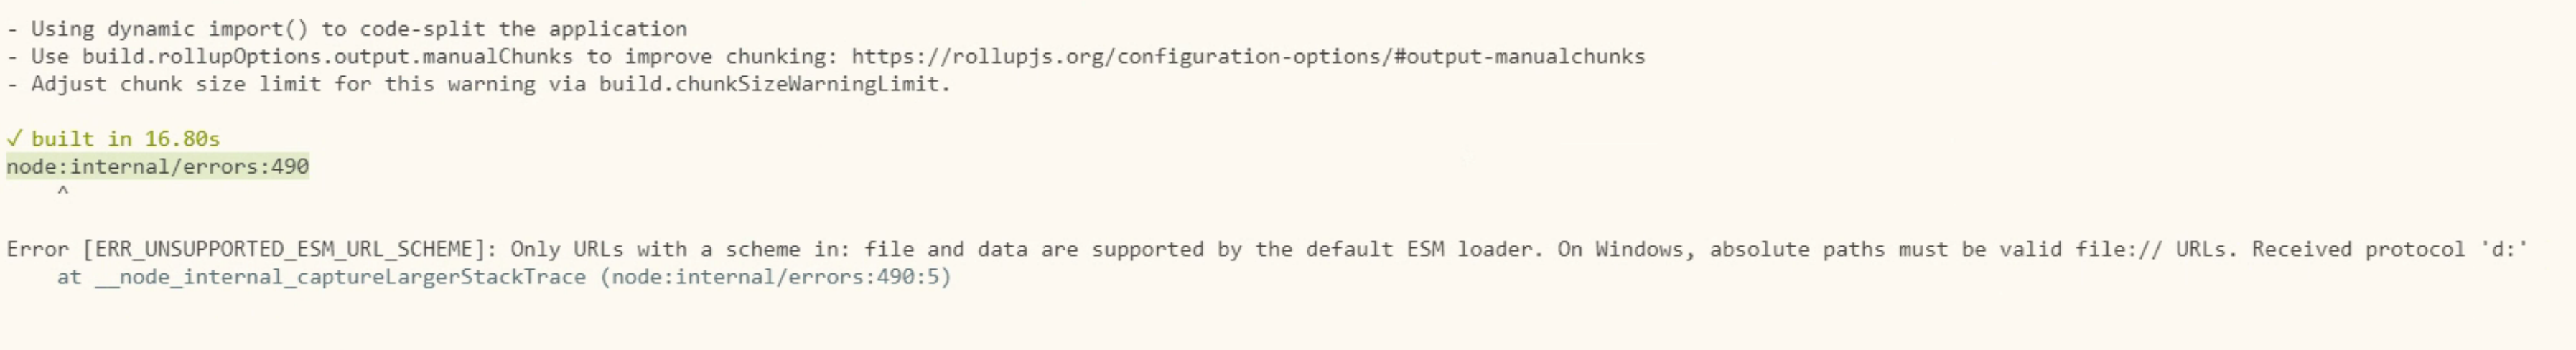 - Using dynamic import() to code-split the application
- Use build.rollupOptions.output.manualChunks to improve chunking: https://rollupjs.org/configuration-options/#output-manualchunks
- Adjust chunk size limit for this warning via build.chunkSizeWarningLimit.
✓ built in 16.80s
node:internal/errors:490
^
Error [ERR_UNSUPPORTED_ESM_URL_SCHEME]: Only URLs with a scheme in: file and data are supported by the default ESM loader. On Windows, absolute paths must be valid file:// URLs. Received protocol 'd:'
at __node_internal_captureLargerStackTrace (node:internal/errors:490:5)